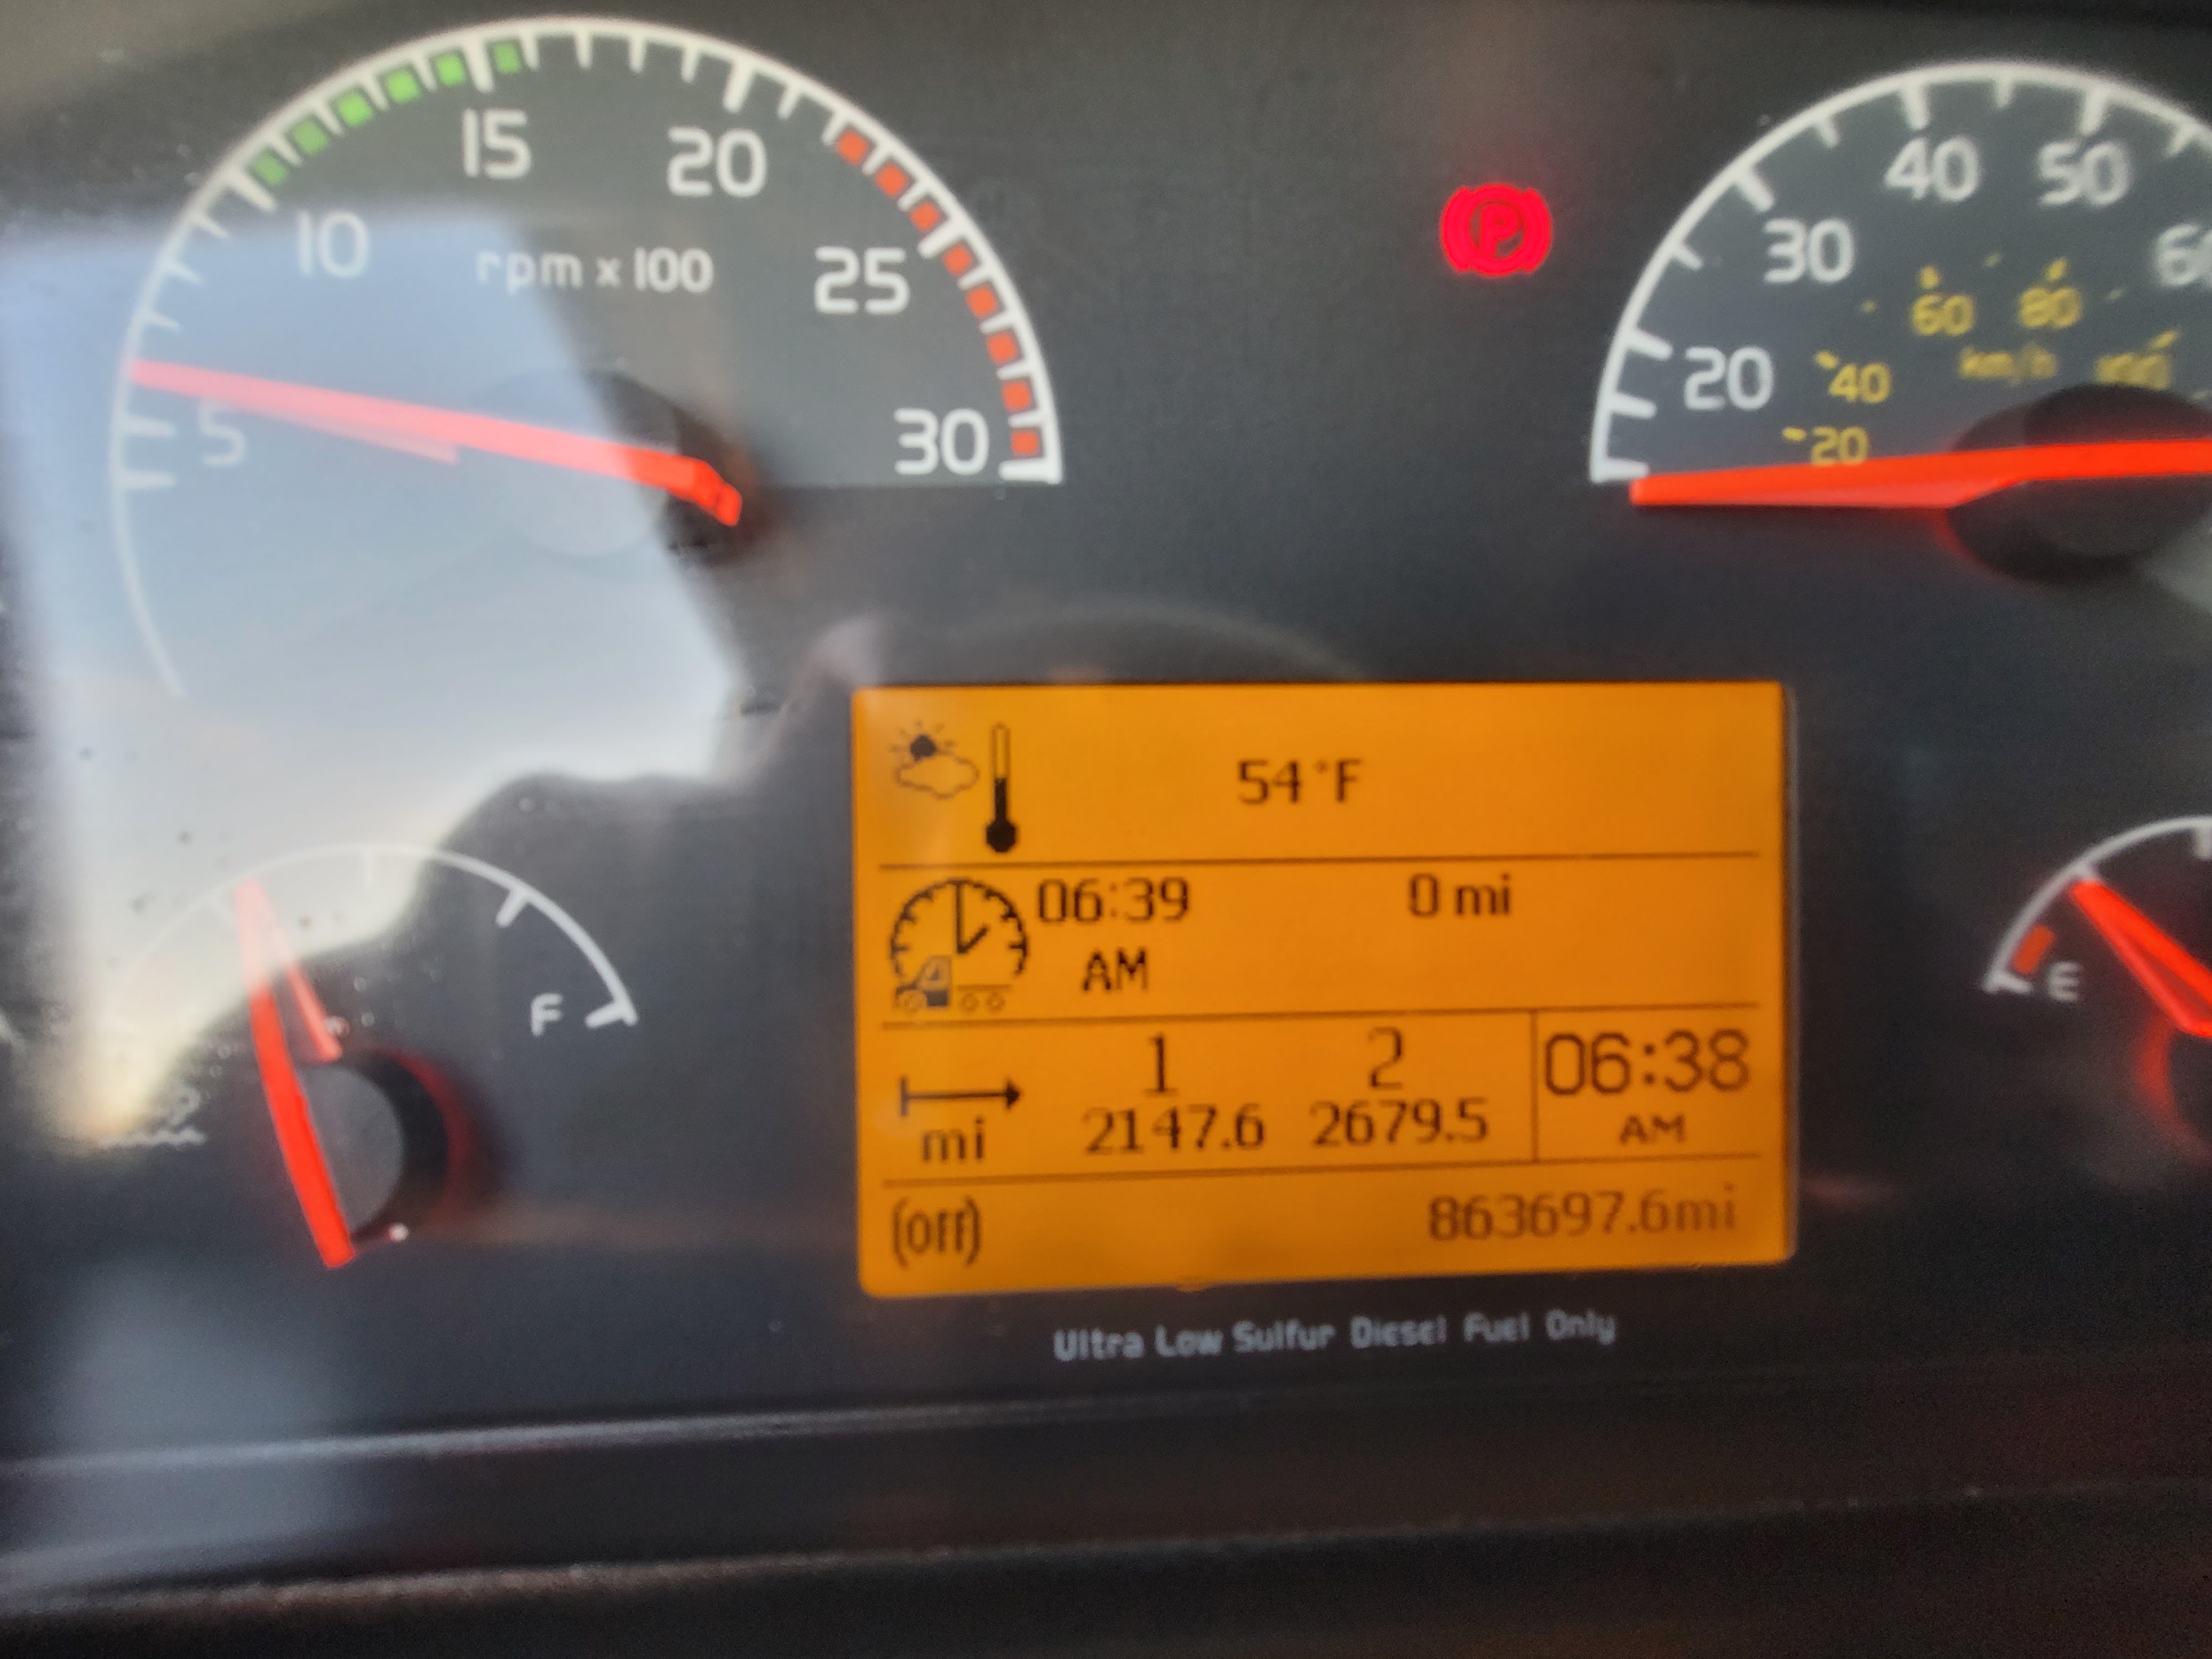 15
20
10
rpm x 100
25
5
30
P
40
50
30
60
60
80
20
40
km/h
100
20
54°F
06:39
0 mi
AM
1
2
06:38
mi
2147.6
2679.5
AM
(Off)
863697.6mi
F
E
Ultra Low Sulfur Diesel Fuel Only